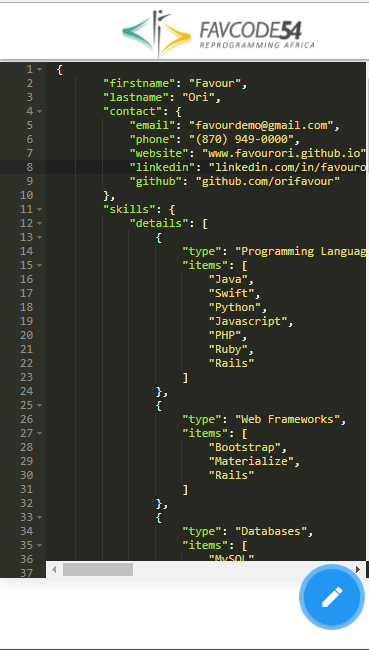 FAVCODE54
REPROGRAMMING AFRICA
1 {
2 "firstname": "Favour",
3 "lastname": "Ori",
4 "contact": {
5 "email": "favourdemo@gmail.com",
6 "phone": "(870) 949-0000",
7 "website": "www.favourori.github.io"
8 "linkedin": "linkedin.com/in/favouro
9 "github": "github.com/orifavour"
10 },
11 "skills": {
12 "details": [
13 {
14 "type": "Programming Languag
15 "items": [
16 "Java",
17 "Swift",
18 "Python",
19 "Javascript",
20 "PHP",
21 "Ruby",
22 "Rails"
23 ]
24 },
25 {
26 "type": "Web Frameworks",
27 "items": [
28 "Bootstrap",
29 "Materialize",
30 "Rails"
31 ]
32 },
33 {
34 "type": "Databases",
35 "items": [
36 "MySQL"
37